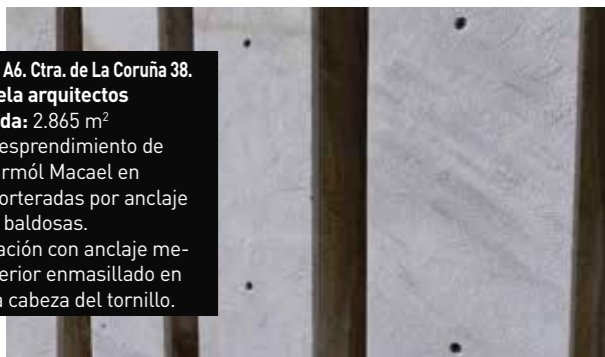 A6. Ctra. de La Coruña 38.
ela arquitectos
da: 2.865 m²
esprendimiento de
rmól Macael en
orteradas por anclaje
baldosas.
ación con anclaje me-
erior enmasillado en
a cabeza del tornillo.